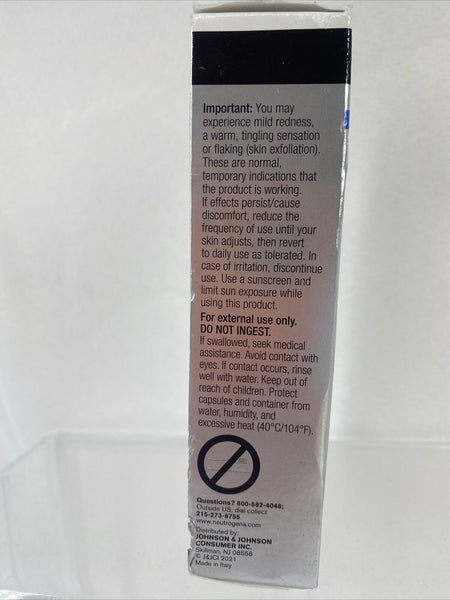 Important: You may
experience mild redness,
a warm, tingling sensation
or flaking (skin exfoliation).
These are normal,
temporary indications that
the product is working.
If effects persist/cause
discomfort, reduce the
frequency of use until your
skin adjusts, then revert
to daily use as tolerated. In
case of irritation, discontinue
use. Use a sunscreen and
limit sun exposure while
using this product.
For external use only.
DO NOT INGEST.
If swallowed, seek medical
assistance. Avoid contact with
eyes. If contact occurs, rinse
well with water. Keep out of
reach of children. Protect
capsules and container from
water, humidity, and
excessive heat (40°C/104°F).
Questions? 800-582-4048;
Outside US, dial collect
215-273-8755.
www.neutrogena.com
Distributed by:
JOHNSON & JOHNSON
CONSUMER INC.
Skillman, NJ 08558
© J&JCI 2021
Made in Italy